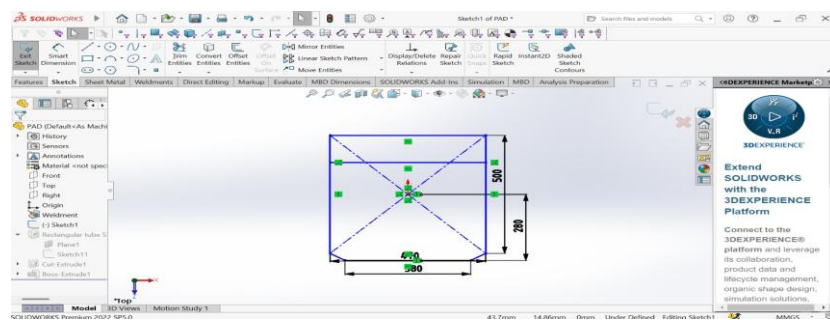 SOLIDWORKS
Sketch1 of PAD *
Search files and models
Exit Sketch
Smart Dimension
Trim Entities
Convert Entities
Offset Entities
Offset On Surface
Mirror Entities
Linear Sketch Pattern
Move Entities
Display/Delete Relations
Repair Sketch
Quick Snaps
Rapid Sketch
Instant2D
Shaded Sketch Contours
Features
Sketch
Sheet Metal
Weldments
Direct Editing
Markup
Evaluate
MBD Dimensions
SOLIDWORKS Add-Ins
Simulation
MBD
Analysis Preparation
PAD (Default<As Machi
History
Sensors
Annotations
Material <not spec
Front
Top
Right
Origin
Weldment
(-) Sketch1
Rectangular tube S
Plane1
Sketch11
Cut-Extrude1
Boss-Extrude1
500
280
380
*Top
3DEXPERIENCE Marketp
3D
V.R
3DEXPERIENCE
Extend
SOLIDWORKS
with the
3DEXPERIENCE
Platform
Connect to the
3DEXPERIENCE®
platform and leverage
its collaboration,
product data and
lifecycle management,
organic shape design,
simulation solutions,
Model
3D Views
Motion Study 1
SOLIDWORKS Premium 2022 SP5.0
43.7mm
14.86mm
0mm
Under Defined
Editing Sketch1
MMGS